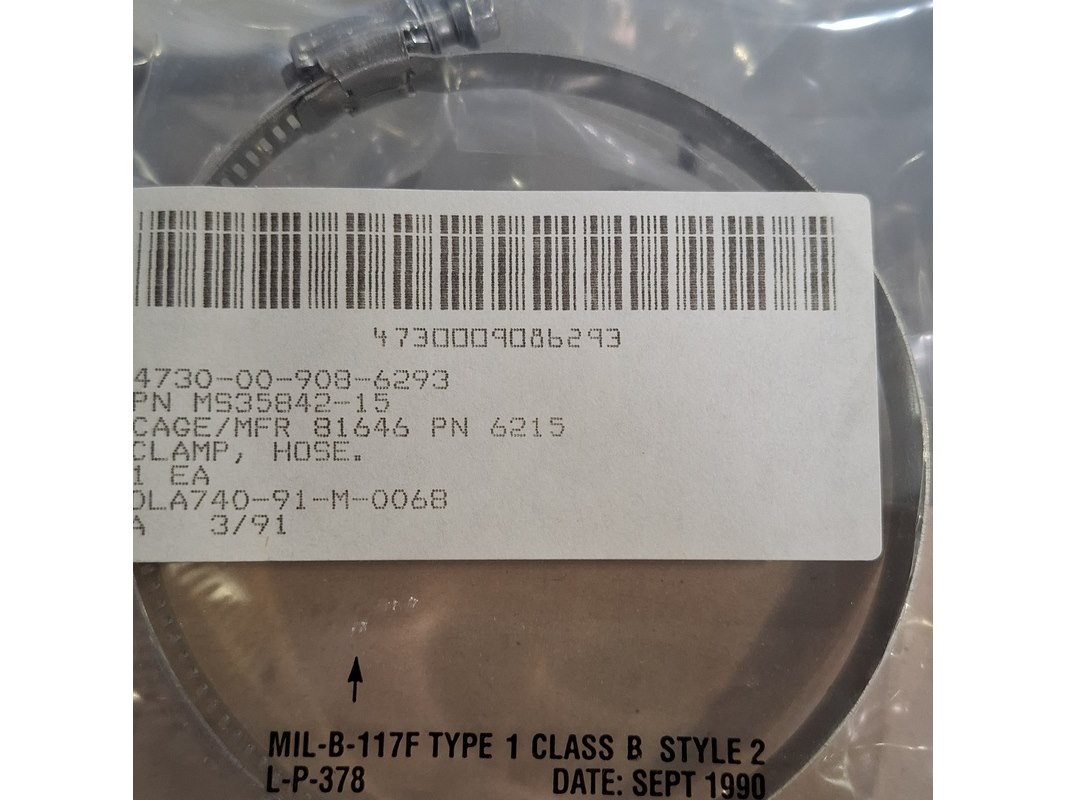 4730009086293
4730-00-908-6293
PN MS35842-15
CAGE/MFR 81646 PN 6215
CLAMP, HOSE.
1 EA
DLA740-91-M-0068
A 3/91
MIL-B-117F TYPE 1 CLASS B STYLE 2
L-P-378 DATE: SEPT 1990